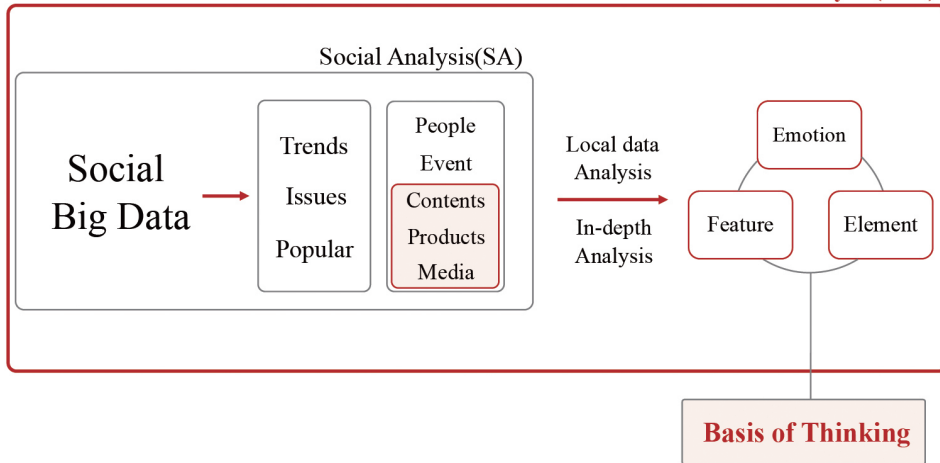 Social Analysis(SA)
Social
Big Data
Trends
Issues
Popular
People
Event
Contents
Products
Media
Local data
Analysis
In-depth
Analysis
Emotion
Feature
Element
Basis of Thinking